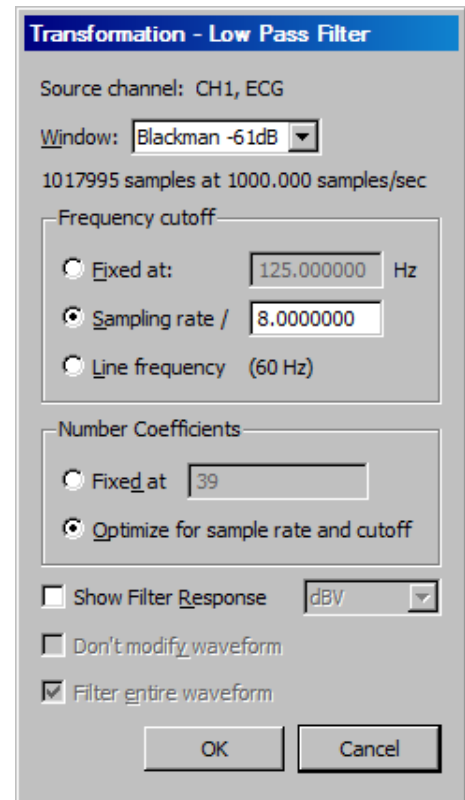 Transformation - Low Pass Filter
Source channel: CH1, ECG
Window: Blackman -61dB
1017995 samples at 1000.000 samples/sec
Frequency cutoff
Fixed at: 125.000000 Hz
Sampling rate / 8.0000000
Line frequency (60 Hz)
Number Coefficients
Fixed at 39
Optimize for sample rate and cutoff
Show Filter Response dBV
Don't modify waveform
Filter entire waveform
OK Cancel